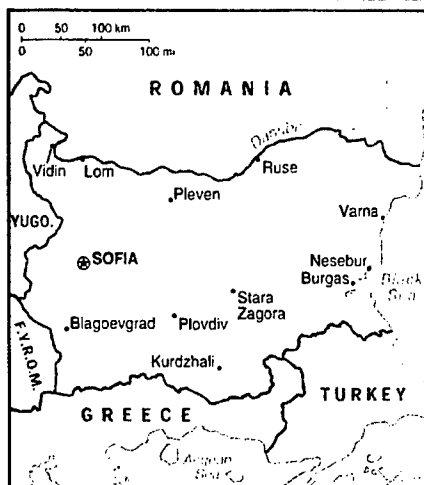 0 50 100 km
0 50 100 mi
ROMANIA
Danube
Vidin
Lom
Ruse
Pleven
Varna
YUGO.
SOFIA
Nesebur
Burgas
Black
Sea
Stara
Zagora
F.Y.R.O.M.
Blagoevgrad
Plovdiv
Kurdzhali
TURKEY
GREECE
Aegean
Sea